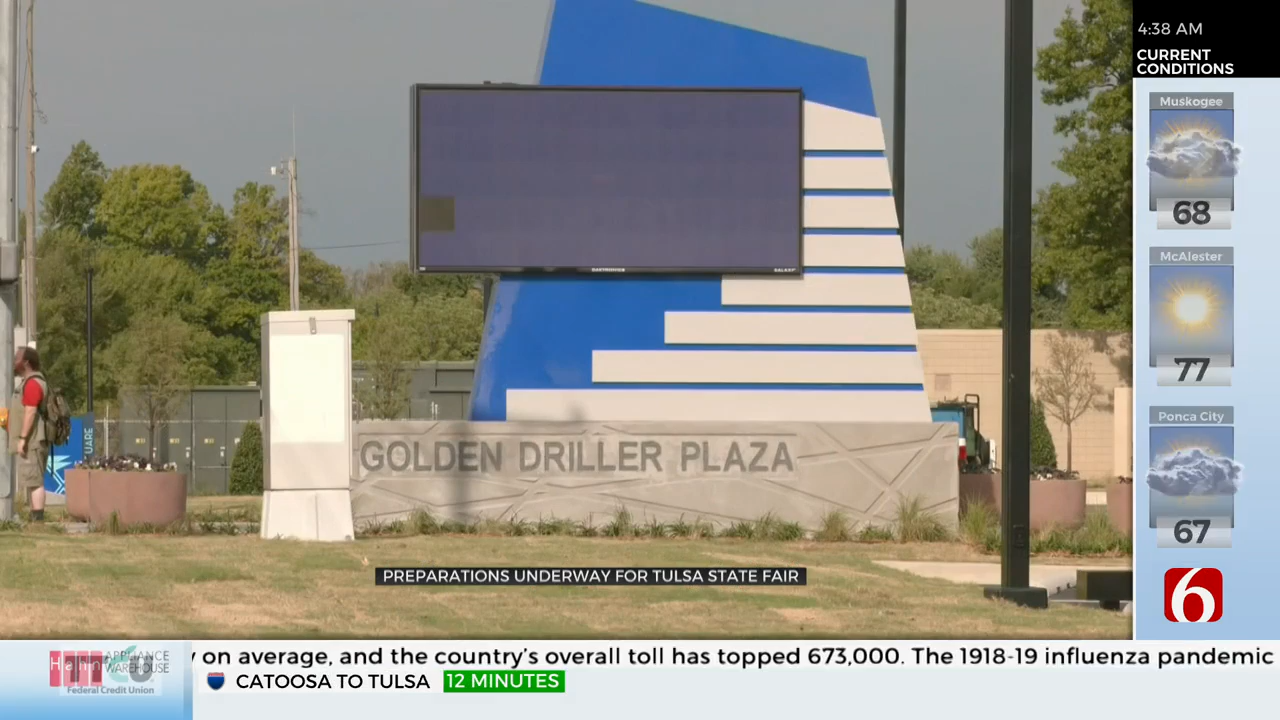 4:38 AM
CURRENT
CONDITIONS
Muskogee
68
McAlester
77
Ponca City
67
6
GOLDEN DRILLER PLAZA
PREPARATIONS UNDERWAY FOR TULSA STATE FAIR
APPLIANCE
WAREHOUSE
Federal Credit Union
on average, and the country's overall toll has topped 673,000. The 1918-19 influenza pandemic
CATOOSA TO TULSA 12 MINUTES